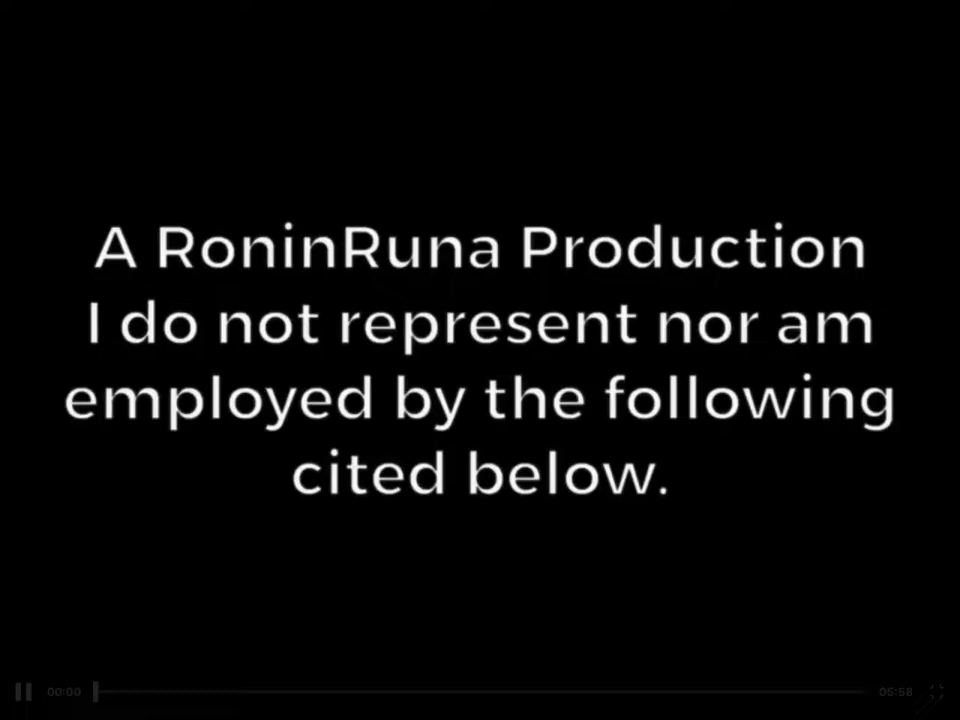 A RoninRuna Production
I do not represent nor am
employed by the following
cited below.
00:00
05:58